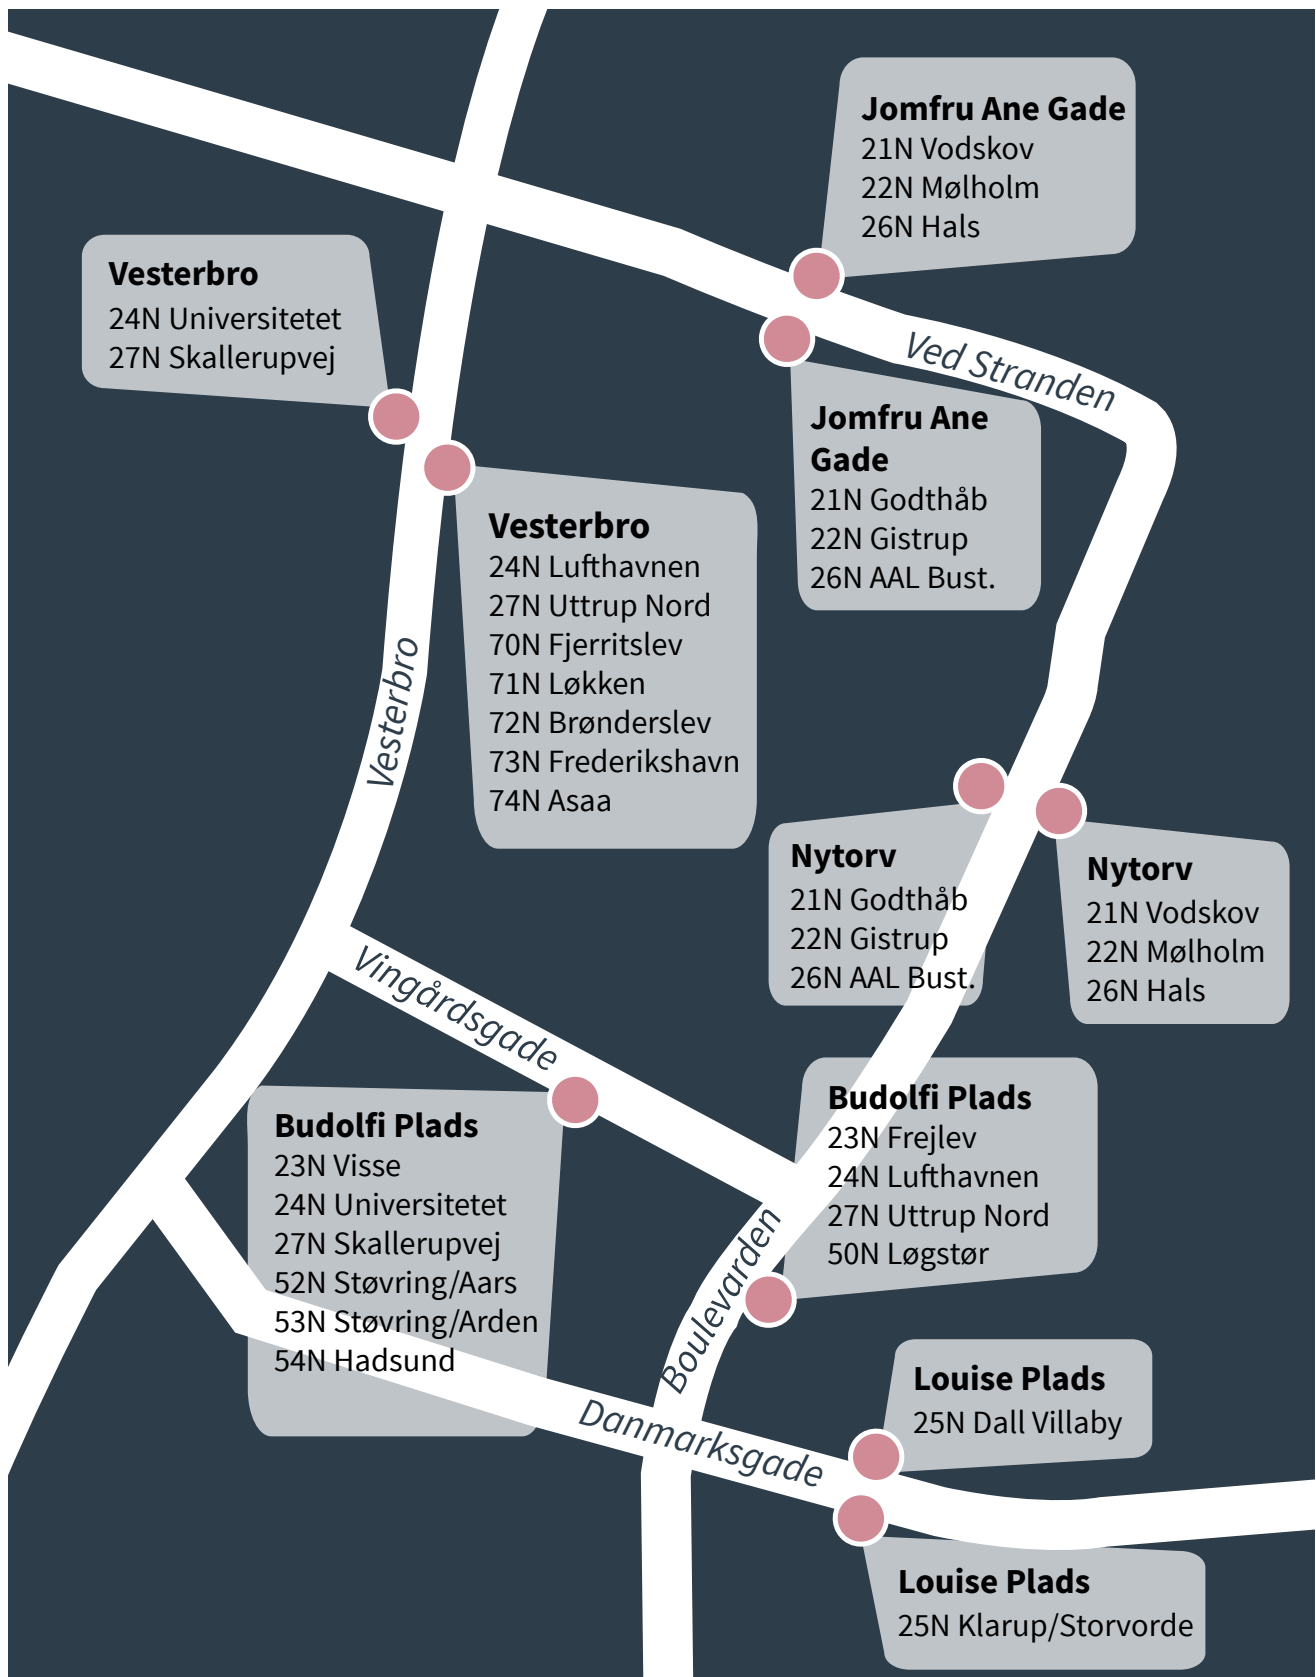 Jomfru Ane Gade
21N Vodskov
22N Mølholm
26N Hals
Vesterbro
24N Universitetet
27N Skallerupvej
Ved Stranden
Jomfru Ane
Gade
21N Godthåb
22N Gistrup
26N AAL Bust.
Vesterbro
24N Lufthavnen
27N Uttrup Nord
70N Fjerritslev
71N Løkken
72N Brønderslev
73N Frederikshavn
74N Asaa
Vesterbro
Nytorv
21N Godthåb
22N Gistrup
26N AAL Bust.
Nytorv
21N Vodskov
22N Mølholm
26N Hals
Vingårdsgade
Budolfi Plads
23N Visse
24N Universitetet
27N Skallerupvej
52N Støvring/Aars
53N Støvring/Arden
54N Hadsund
Budolfi Plads
23N Frejlev
24N Lufthavnen
27N Uttrup Nord
50N Løgstør
Boulevarden
Danmarksgade
Louise Plads
25N Dall Villaby
Louise Plads
25N Klarup/Storvorde